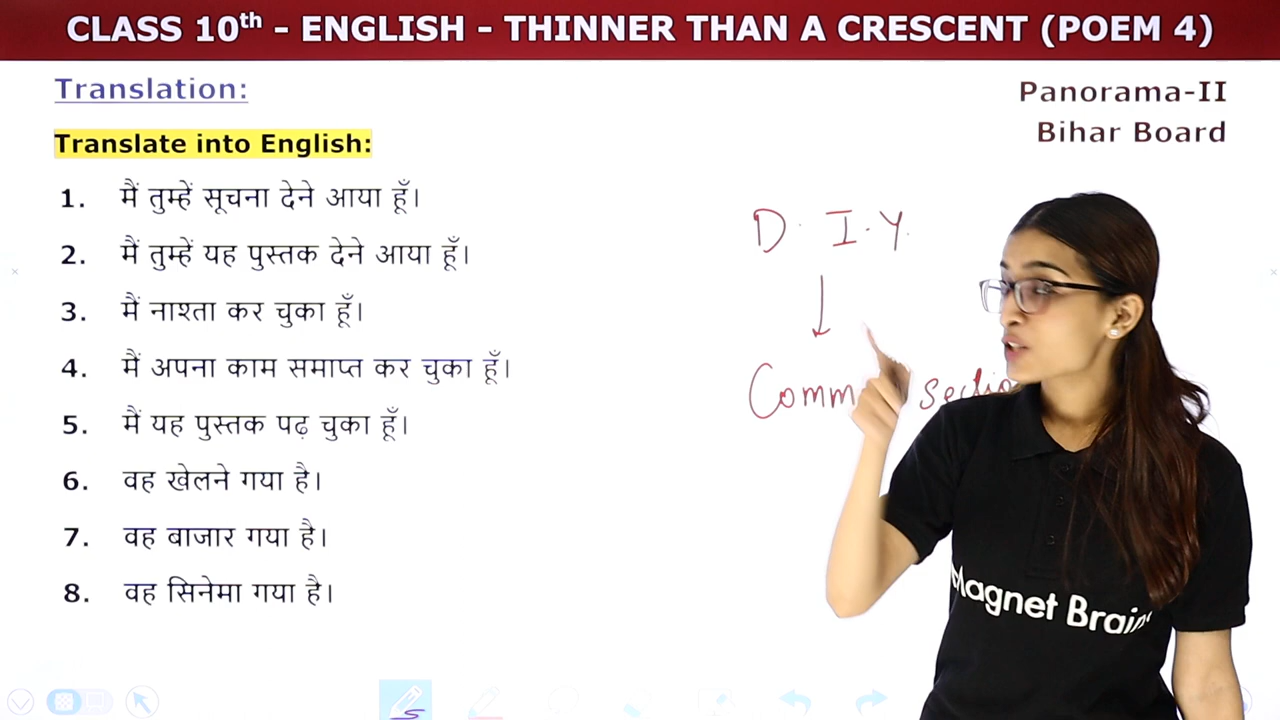 CLASS 10th - ENGLISH - THINNER THAN A CRESCENT (POEM 4)
Translation:
Panorama-II
Bihar Board
Translate into English:
1. मैं तुम्हें सूचना देने आया हूँ।
2. मैं तुम्हें यह पुस्तक देने आया हूँ।
3. मैं नाश्ता कर चुका हूँ।
4. मैं अपना काम समाप्त कर चुका हूँ।
5. मैं यह पुस्तक पढ़ चुका हूँ।
6. वह खेलने गया है।
7. वह बाजार गया है।
8. वह सिनेमा गया है।
D. I. Y.
Magnet Brains